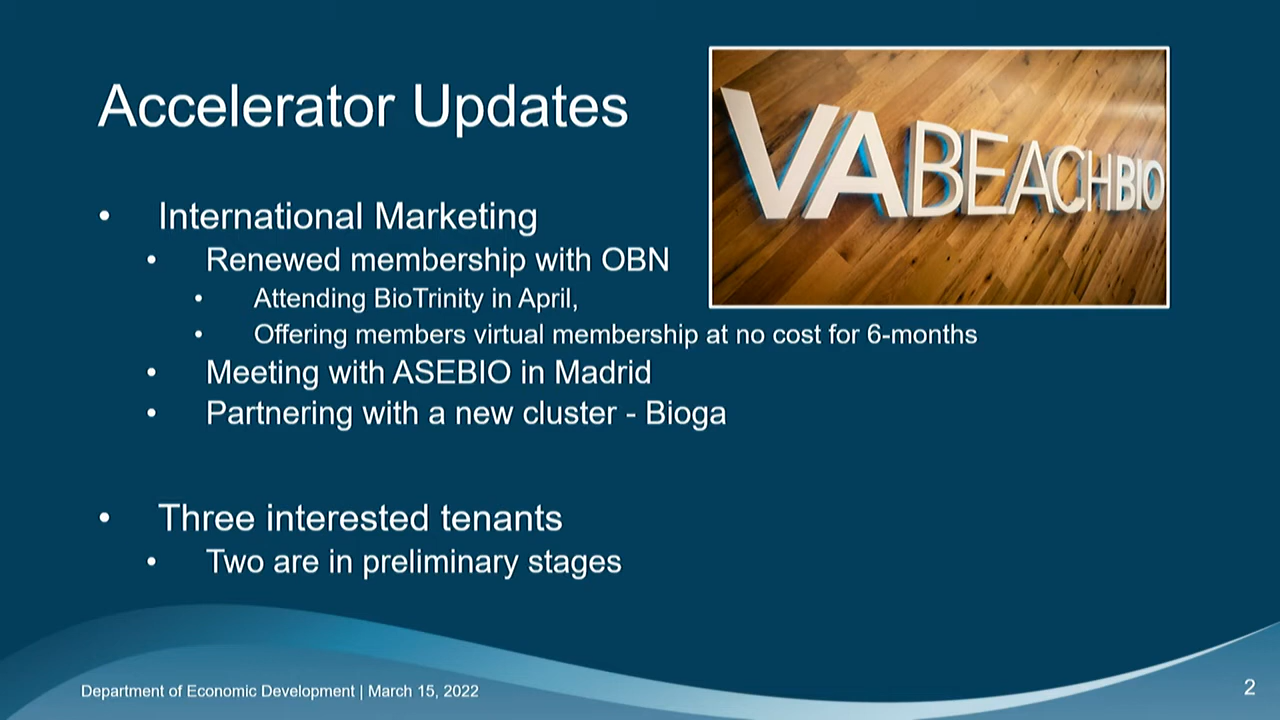 Accelerator Updates
VABEACHBIO
• International Marketing
• Renewed membership with OBN
• Attending BioTrinity in April,
• Offering members virtual membership at no cost for 6-months
• Meeting with ASEBIO in Madrid
• Partnering with a new cluster - Bioga
• Three interested tenants
• Two are in preliminary stages
Department of Economic Development | March 15, 2022
2